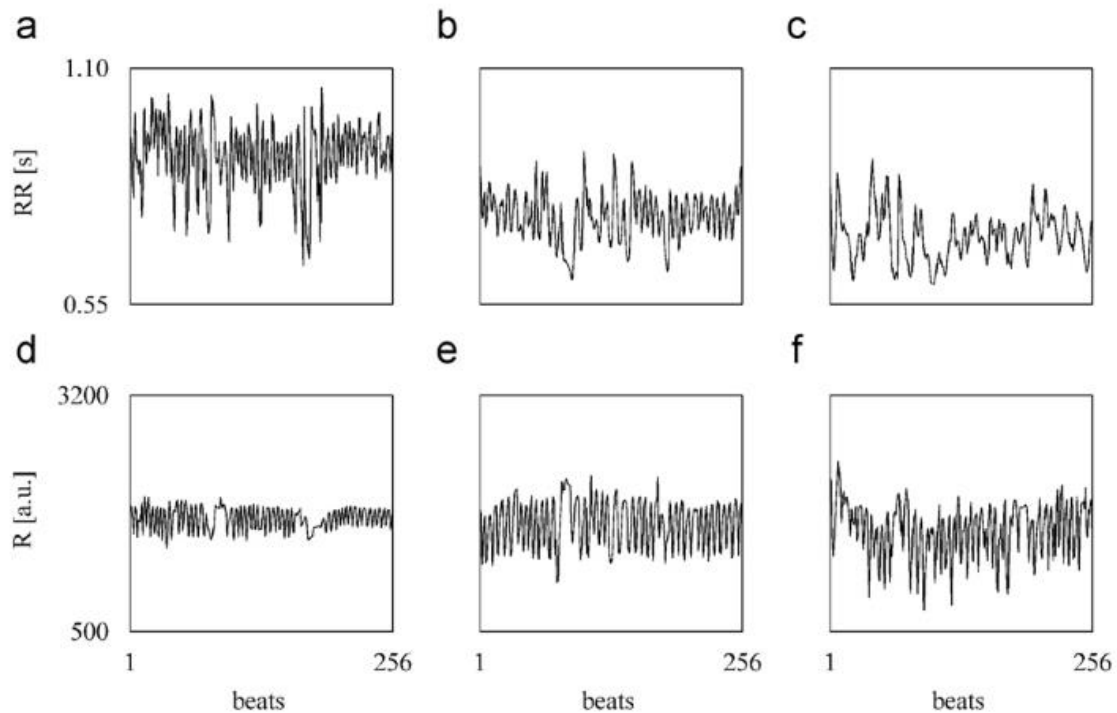 a b c
1.10
RR [s]
0.55
d e f
3200
R [a.u.]
500
1 256 1 256 1 256
beats beats beats